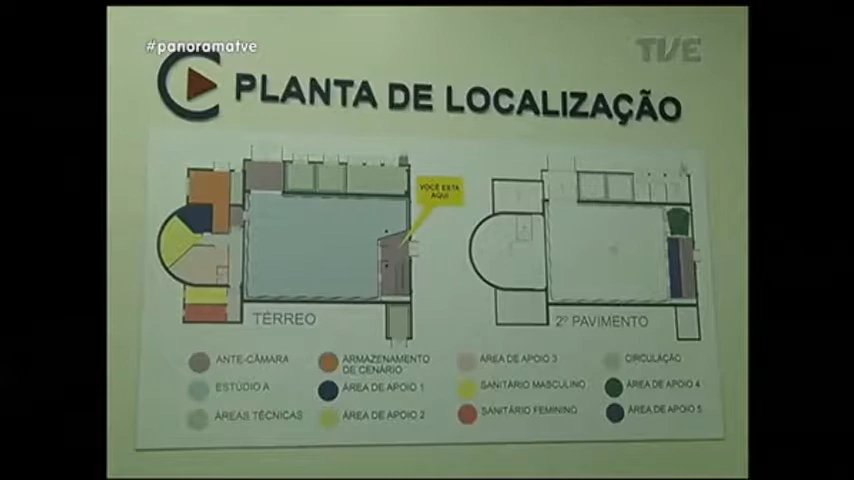 #panoramatve
TVE
PLANTA DE LOCALIZAÇÃO
VOCÊ ESTA
AQUI
TÉRREO
2º PAVIMENTO
ANTE-CÂMARA
ESTÚDIO A
ÁREAS TÉCNICAS
ARMAZENAMENTO
DE CENÁRIO
ÁREA DE APOIO 1
ÁREA DE APOIO 2
ÁREA DE APOIO 3
SANITÁRIO MASCULINO
SANITÁRIO FEMININO
CIRCULAÇÃO
ÁREA DE APOIO 4
ÁREA DE APOIO 5